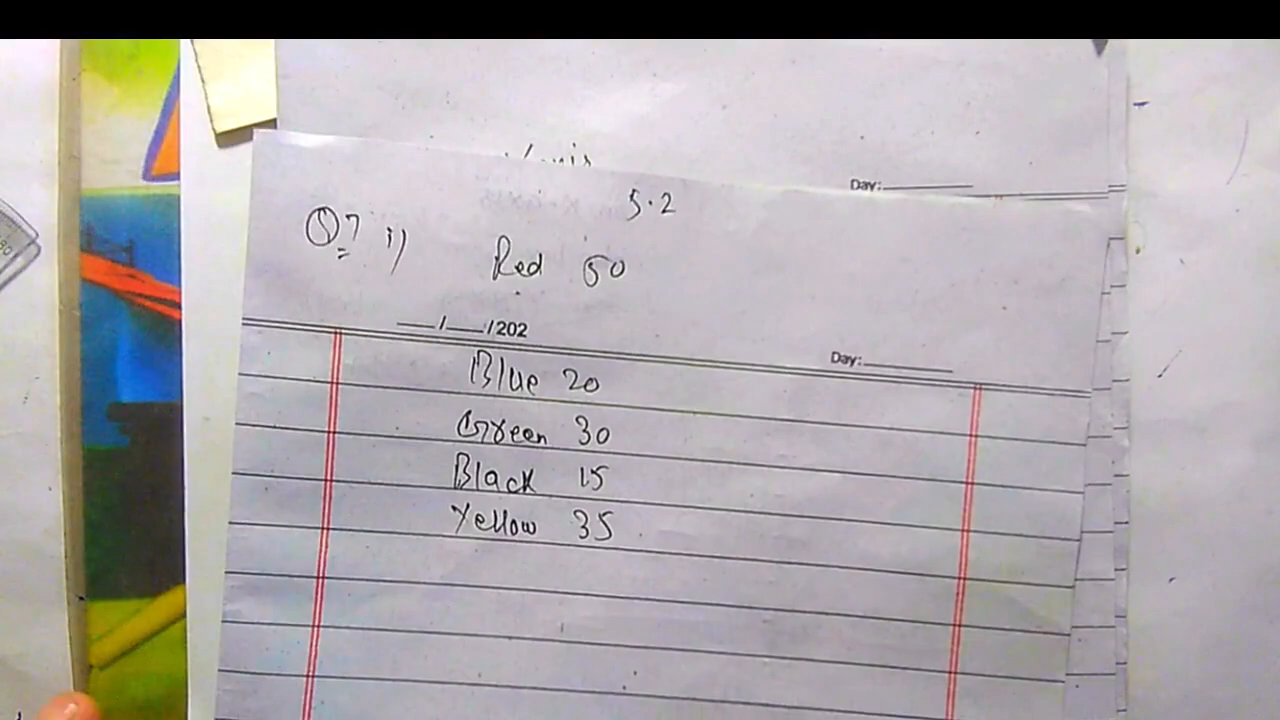 Day:
5.2
Q7 i)
Red 50
__/__/202
Day:
Blue 20
Green 30
Black 15
Yellow 35